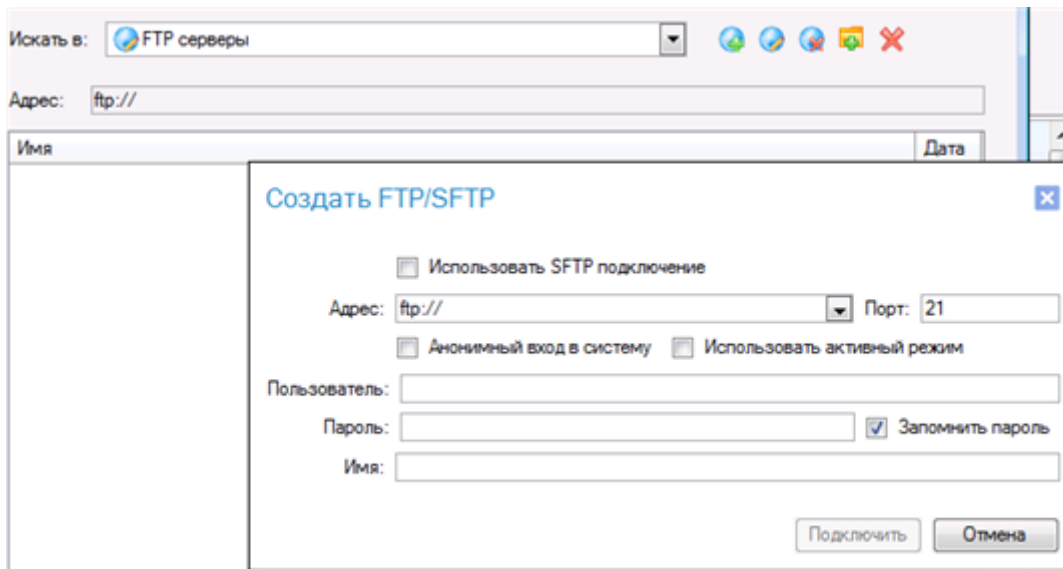 Искать в: FTP серверы
Адрес: ftp://
Имя Дата
Создать FTP/SFTP
Использовать SFTP подключение
Адрес: ftp:// Порт: 21
Анонимный вход в систему Использовать активный режим
Пользователь:
Пароль: Запомнить пароль
Имя:
Подключить Отмена